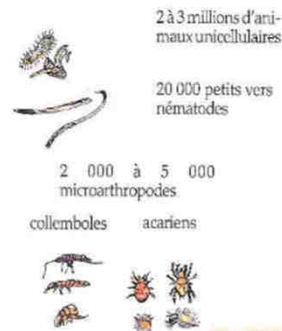 2 à 3 millions d'ani-
maux unicellulaires
20 000 petits vers
nématodes
2 000 à 5 000
microarthropodes
collemboles acariens